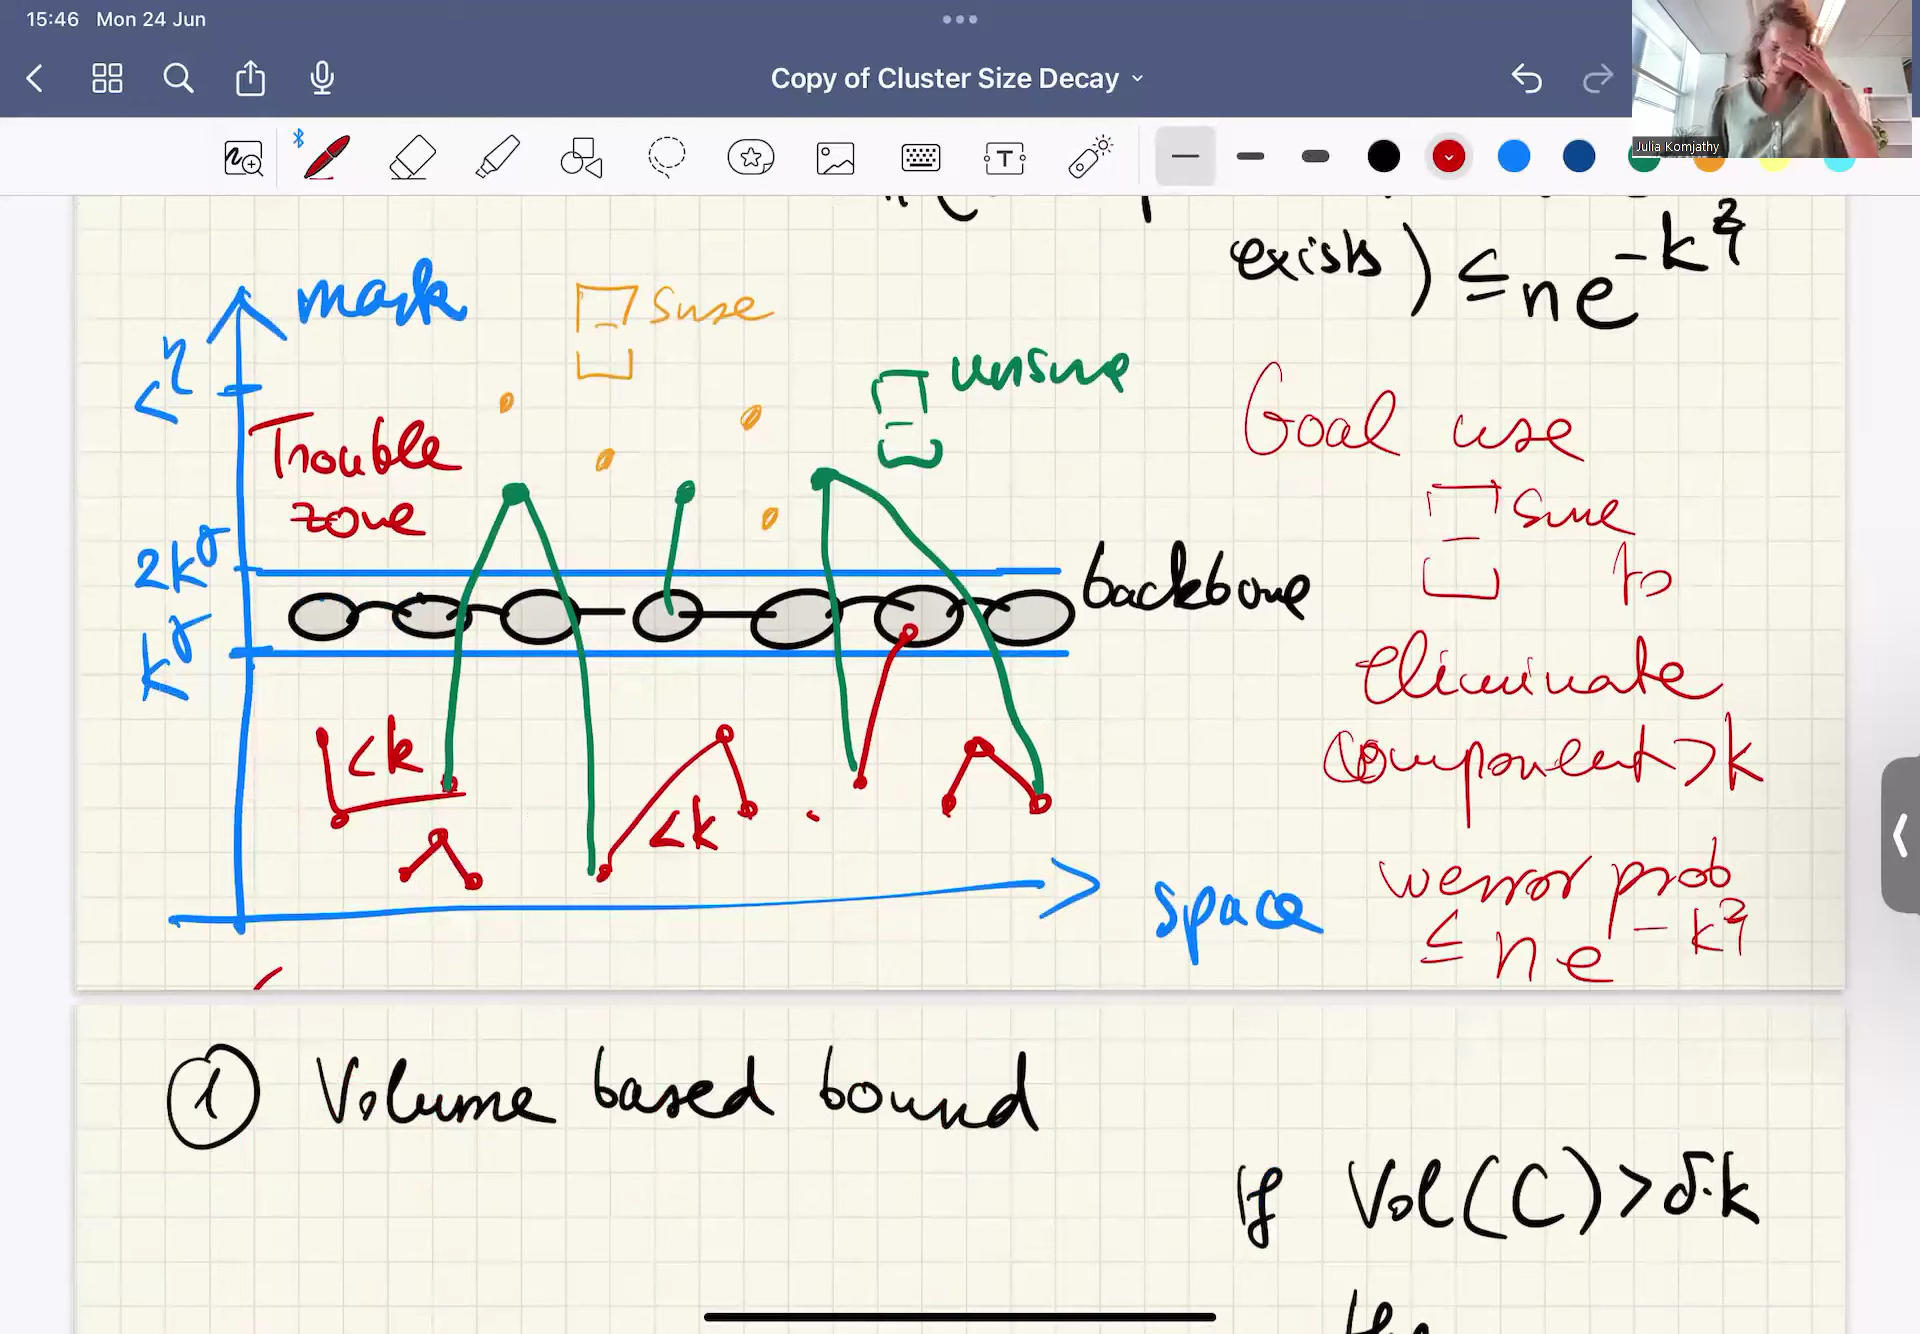 15:46 Mon 24 Jun
Copy of Cluster Size Decay
Julia Komjathy
exists) ≤ ne^{-k^ζ}
mark
Sure
unsure
Trouble
zone
2k^γ
k^γ
backbone
<k
<k
space
Goal use
Sure
to
eliminate
component >k
w error prob
≤ n e^{-k^ζ}
① Volume based bound
If Vol(C) > δ·k